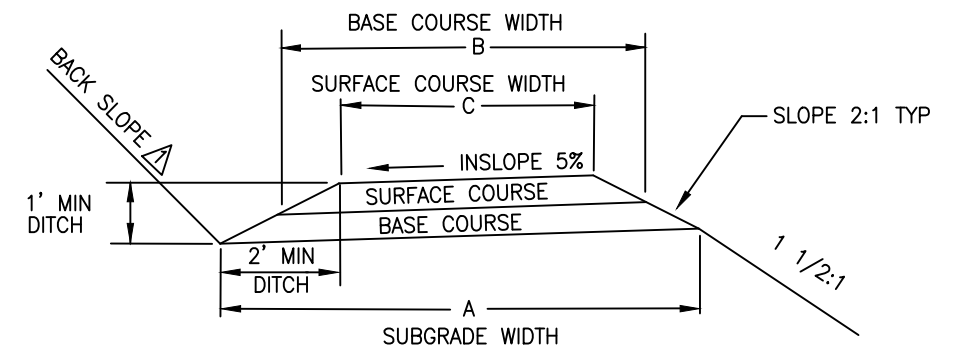 BASE COURSE WIDTH
B
SURFACE COURSE WIDTH
C
BACK SLOPE 1
SLOPE 2:1 TYP
INSLOPE 5%
SURFACE COURSE
BASE COURSE
1' MIN
DITCH
2' MIN
DITCH
1 1/2:1
A
SUBGRADE WIDTH